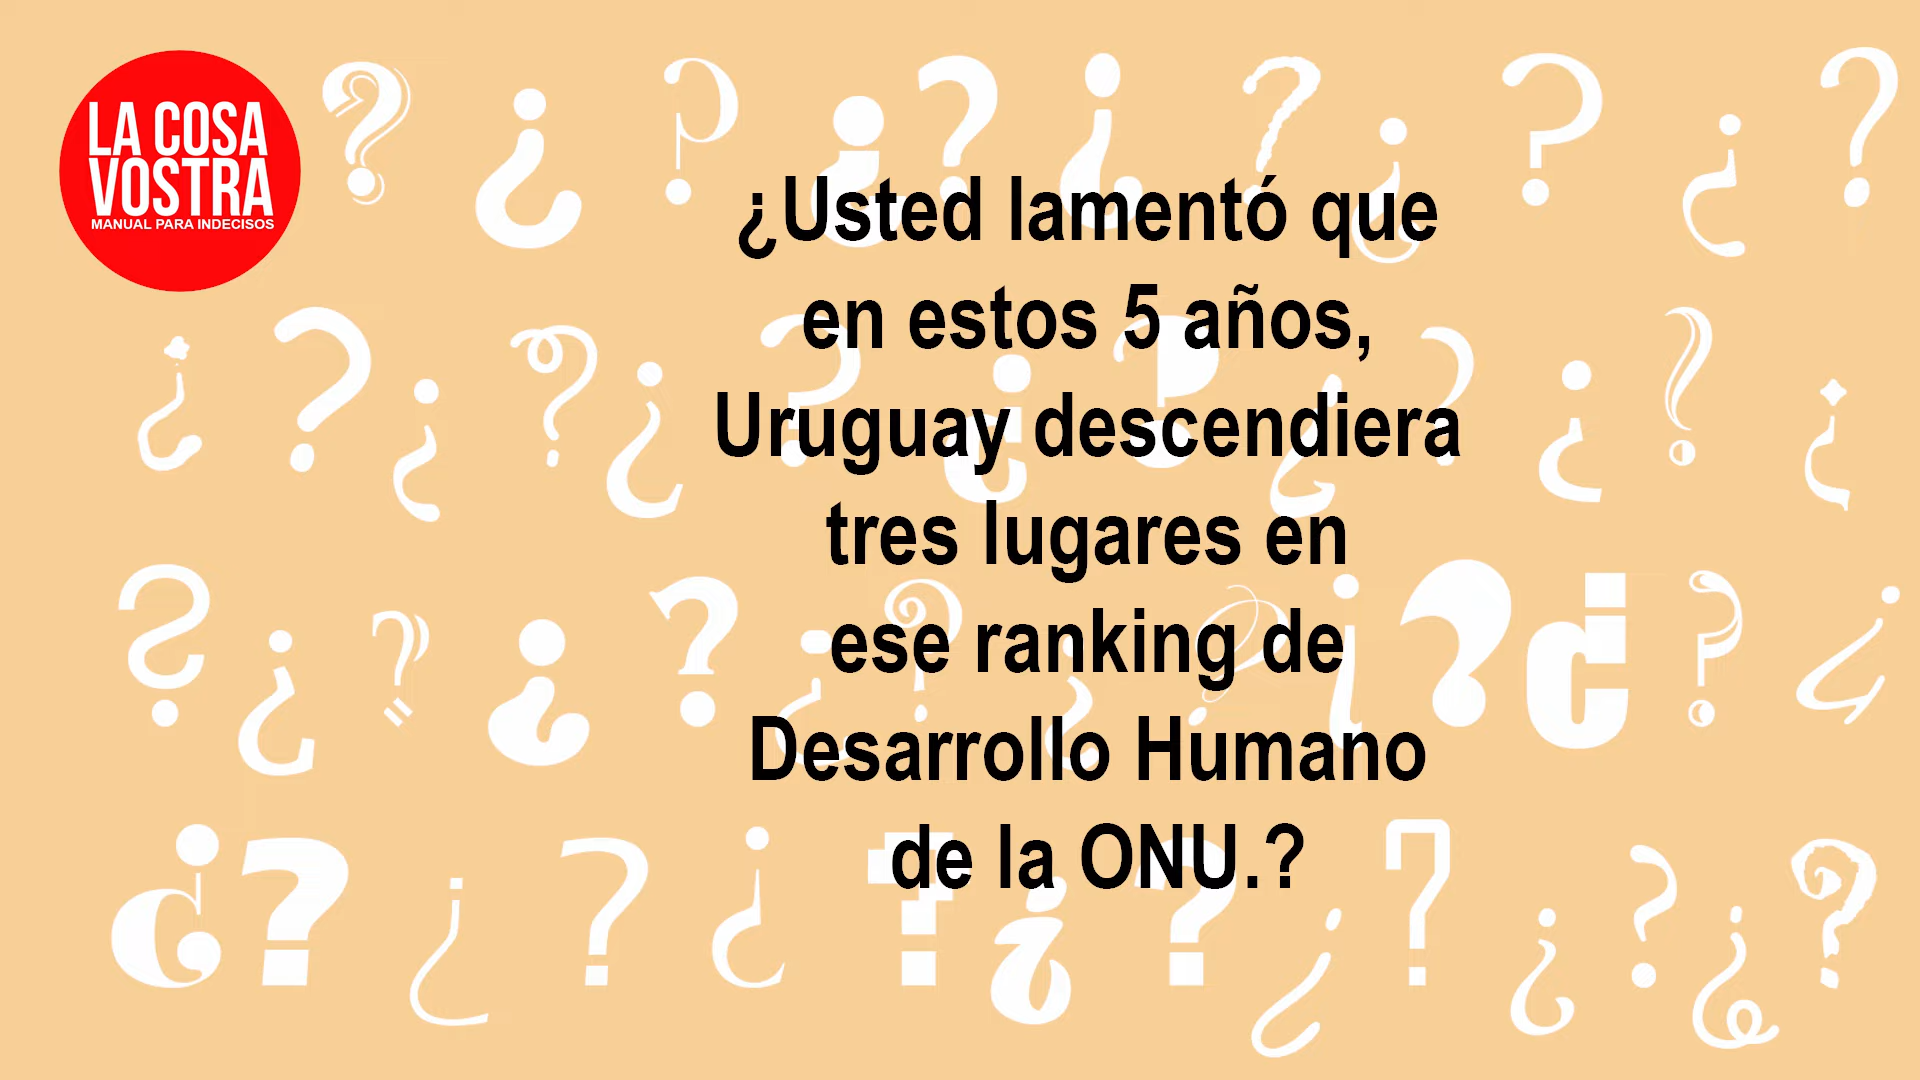 LA COSA
VOSTRA
MANUAL PARA INDECISOS
¿Usted lamentó que
en estos 5 años,
Uruguay descendiera
tres lugares en
ese ranking de
Desarrollo Humano
de la ONU.?